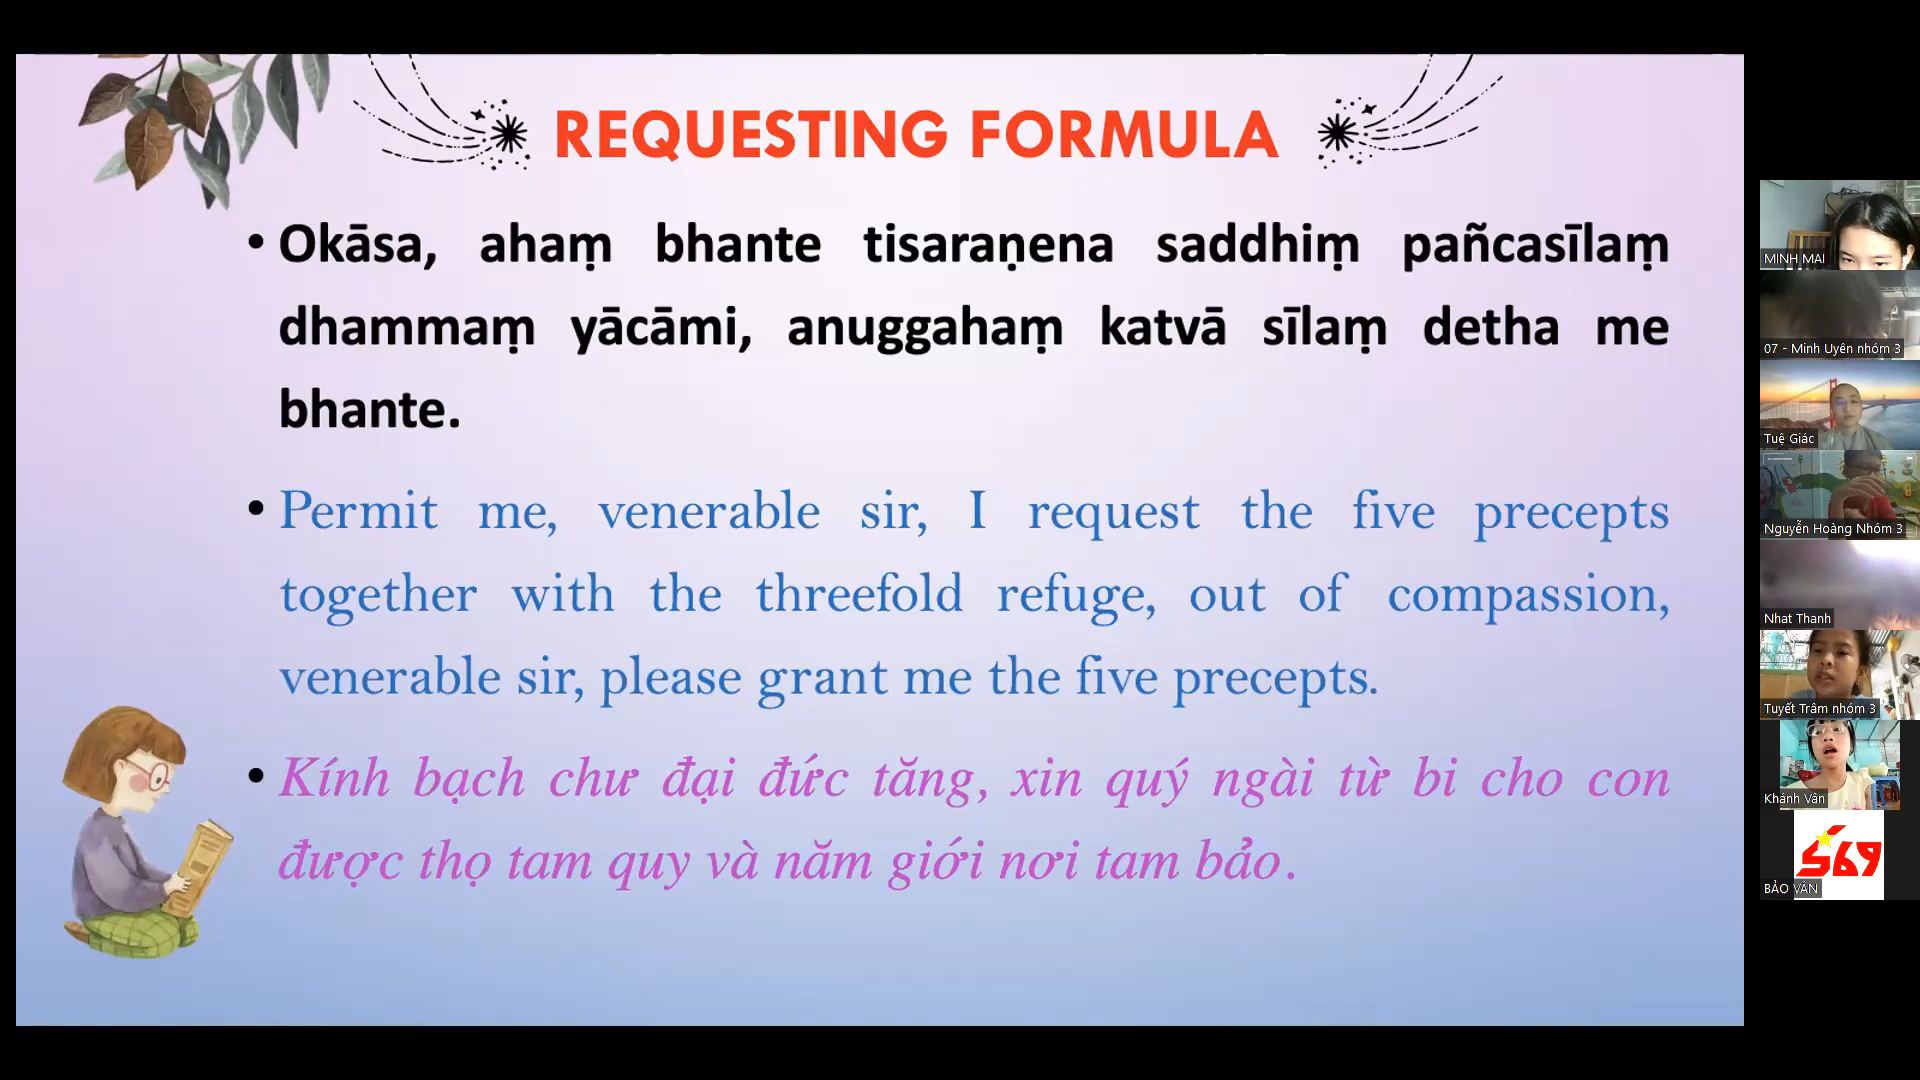 REQUESTING FORMULA
• Okāsa, ahaṃ bhante tisaraṇena saddhiṃ pañcasīlaṃ
dhammaṃ yācāmi, anuggahaṃ katvā sīlaṃ detha me
bhante.
• Permit me, venerable sir, I request the five precepts
together with the threefold refuge, out of compassion,
venerable sir, please grant me the five precepts.
• Kính bạch chư đại đức tăng, xin quý ngài từ bi cho con
được thọ tam quy và năm giới nơi tam bảo.
MINH MAI
07 - Minh Uyên nhóm 3
Tuệ Giác
Nguyễn Hoàng Nhóm 3...
Nhat Thanh
Tuyết Trâm nhóm 3
Khánh Vân
S69
BẢO VÂN